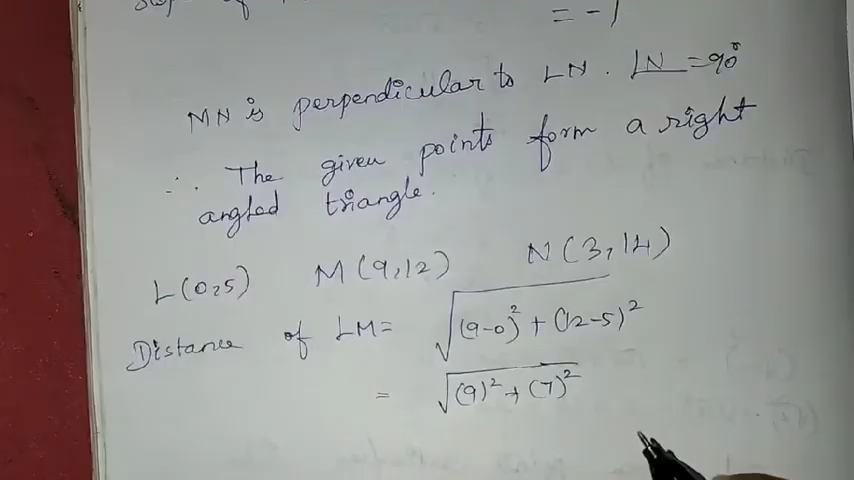 = -1
MN is perpendicular to LN. ∠N = 90°
∴ The given points form a right
angled triangle.
L(0,5) M(9,12) N(3,14)
Distance of LM = √(9-0)² + (12-5)²
= √(9)² + (7)²